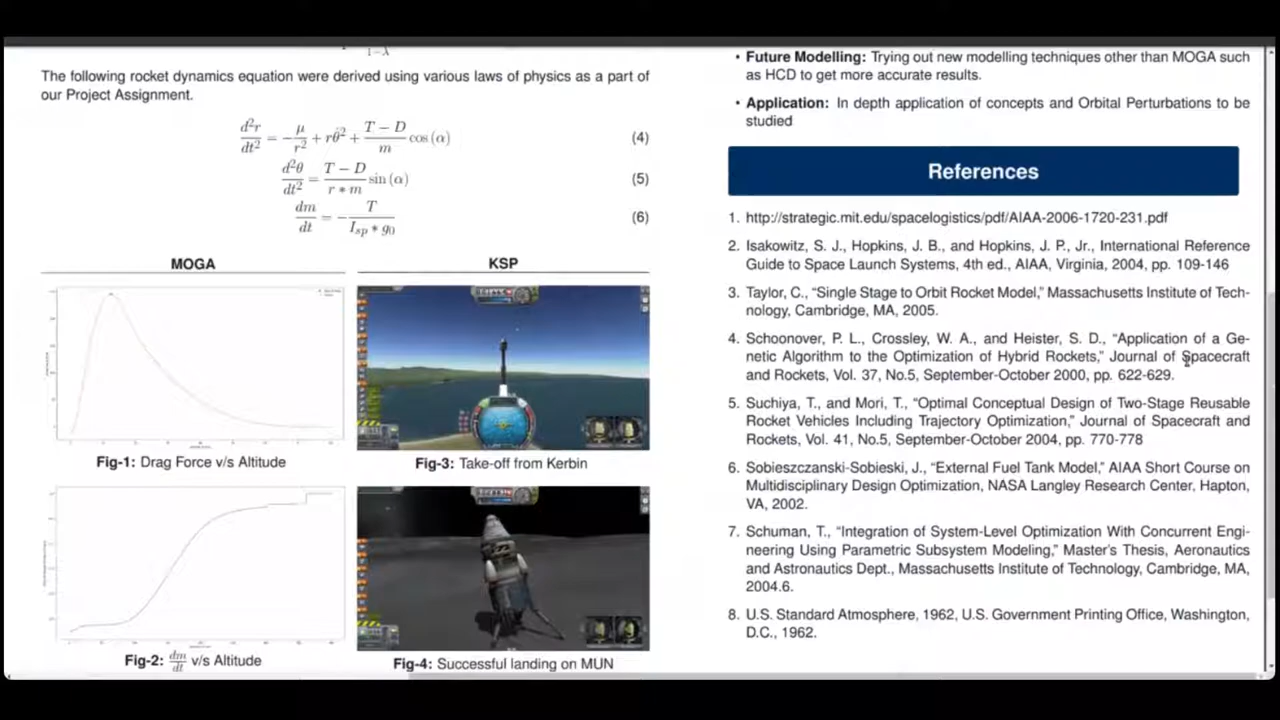 1−λ
The following rocket dynamics equation were derived using various laws of physics as a part of
our Project Assignment.
d²r/dt² = −μ/r² + rθ̇² + (T − D)/m cos (α) (4)
d²θ/dt² = (T − D)/(r ∗ m) sin (α) (5)
dm/dt = −T/(I_sp ∗ g₀) (6)
MOGA
KSP
Fig-1: Drag Force v/s Altitude
Fig-3: Take-off from Kerbin
Fig-2: dm/dt v/s Altitude
Fig-4: Successful landing on MUN
• Future Modelling: Trying out new modelling techniques other than MOGA such
as HCD to get more accurate results.
• Application: In depth application of concepts and Orbital Perturbations to be
studied
References
1. http://strategic.mit.edu/spacelogistics/pdf/AIAA-2006-1720-231.pdf
2. Isakowitz, S. J., Hopkins, J. B., and Hopkins, J. P., Jr., International Reference
Guide to Space Launch Systems, 4th ed., AIAA, Virginia, 2004, pp. 109-146
3. Taylor, C., “Single Stage to Orbit Rocket Model,” Massachusetts Institute of Tech-
nology, Cambridge, MA, 2005.
4. Schoonover, P. L., Crossley, W. A., and Heister, S. D., “Application of a Ge-
netic Algorithm to the Optimization of Hybrid Rockets,” Journal of Spacecraft
and Rockets, Vol. 37, No.5, September-October 2000, pp. 622-629.
5. Suchiya, T., and Mori, T., “Optimal Conceptual Design of Two-Stage Reusable
Rocket Vehicles Including Trajectory Optimization,” Journal of Spacecraft and
Rockets, Vol. 41, No.5, September-October 2004, pp. 770-778
6. Sobieszczanski-Sobieski, J., “External Fuel Tank Model,” AIAA Short Course on
Multidisciplinary Design Optimization, NASA Langley Research Center, Hapton,
VA, 2002.
7. Schuman, T., “Integration of System-Level Optimization With Concurrent Engi-
neering Using Parametric Subsystem Modeling,” Master’s Thesis, Aeronautics
and Astronautics Dept., Massachusetts Institute of Technology, Cambridge, MA,
2004.6.
8. U.S. Standard Atmosphere, 1962, U.S. Government Printing Office, Washington,
D.C., 1962.